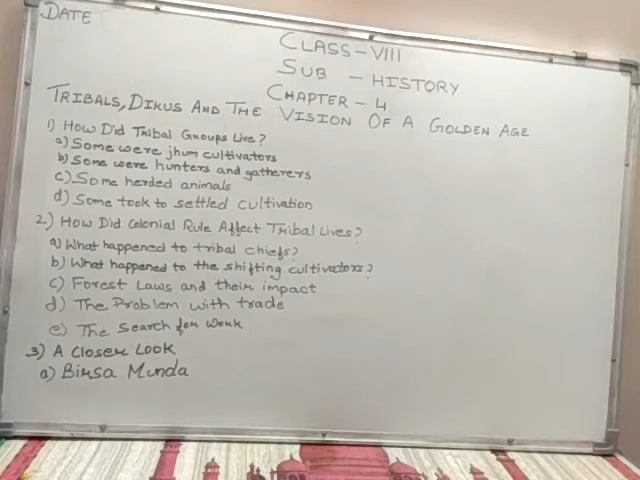 DATE
CLASS-VIII
SUB - HISTORY
CHAPTER - 4
TRIBALS, DIKUS AND THE VISION OF A GOLDEN AGE
1) How Did Tribal Groups Live?
a) Some were jhum cultivators
b) Some were hunters and gatherers
c) Some herded animals
d) Some took to settled cultivation
2) How Did Colonial Rule Affect Tribal Lives?
a) What happened to tribal chiefs?
b) What happened to the shifting cultivators?
c) Forest Laws and their impact
d) The Problem with trade
e) The Search for Work
3) A Closer Look
a) Birsa Munda